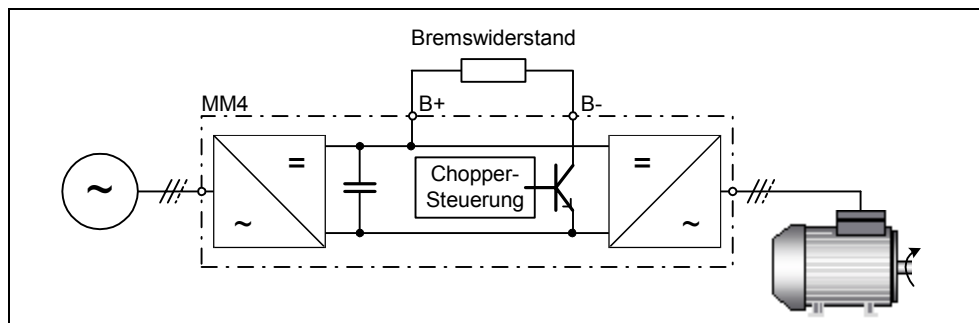 Bremswiderstand
MM4
B+
B-
=
~
Chopper-
Steuerung
=
~
~